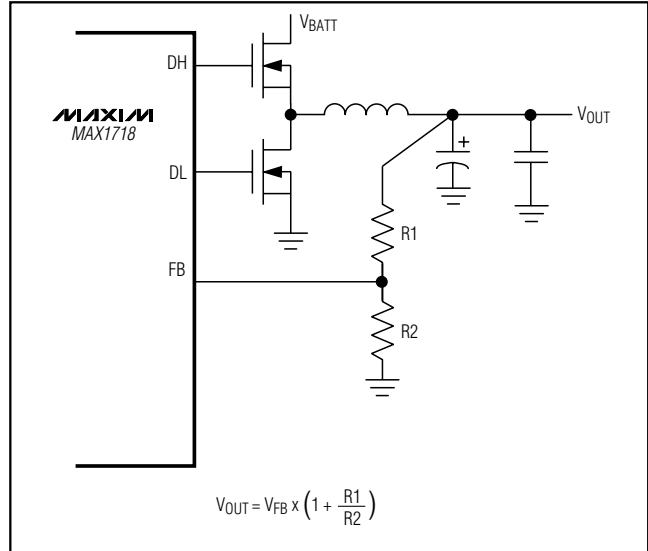 VBATT
DH
MAXIM
MAX1718
VOUT
DL
+
R1
FB
R2
VOUT = VFB x (1 + R1/R2)